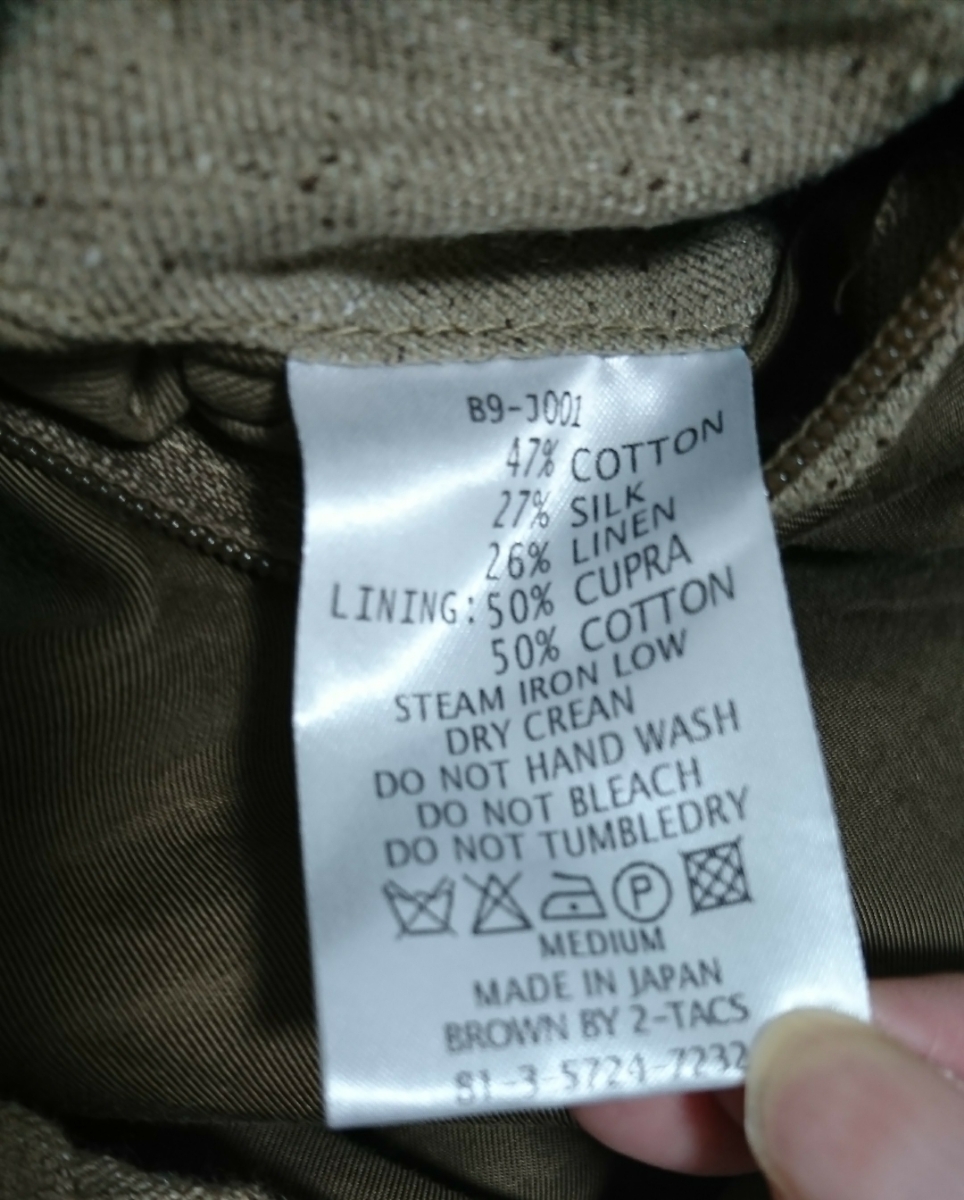 B9-J001
47% COTTON
27% SILK
26% LINEN
LINING: 50% CUPRA
50% COTTON
STEAM IRON LOW
DRY CREAN
DO NOT HAND WASH
DO NOT BLEACH
DO NOT TUMBLEDRY
P
MEDIUM
MADE IN JAPAN
BROWN BY 2-TACS
81-3-5724-7232